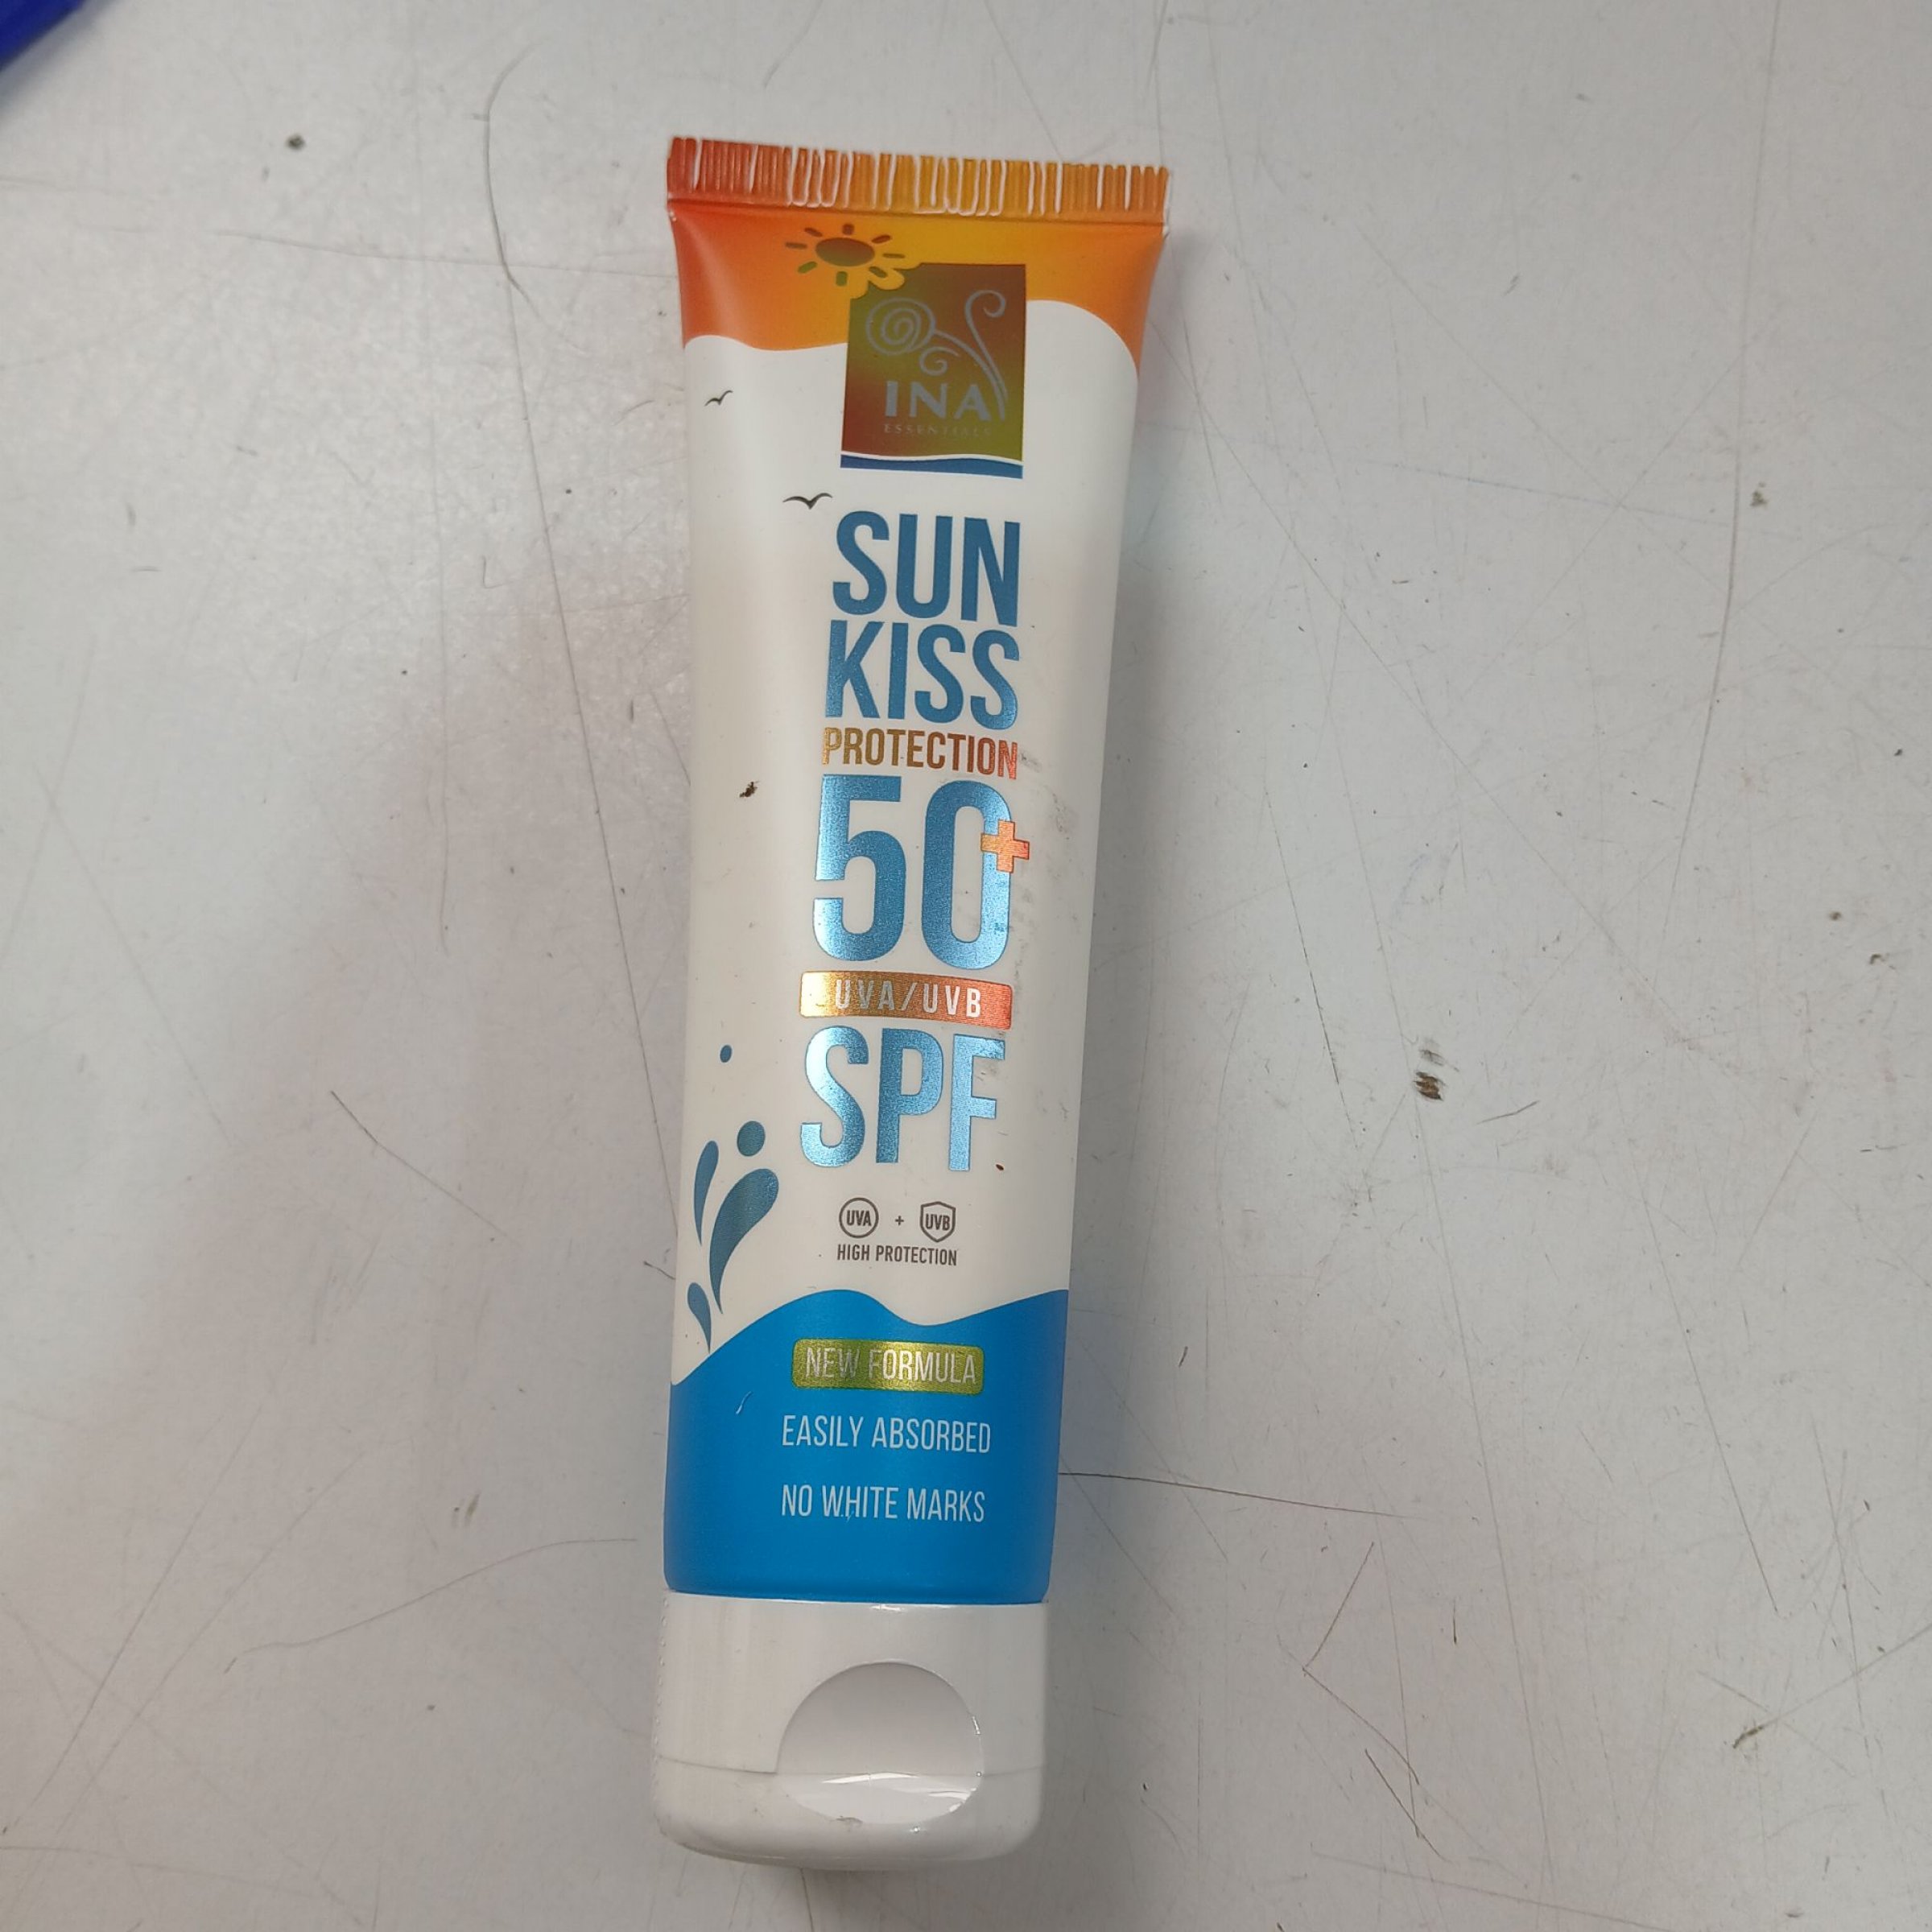 INA
ESSENTIALS
SUN
KISS
PROTECTION
50+
UVA/UVB
SPF
UVA + UVB
HIGH PROTECTION
NEW FORMULA
EASILY ABSORBED
NO WHITE MARKS